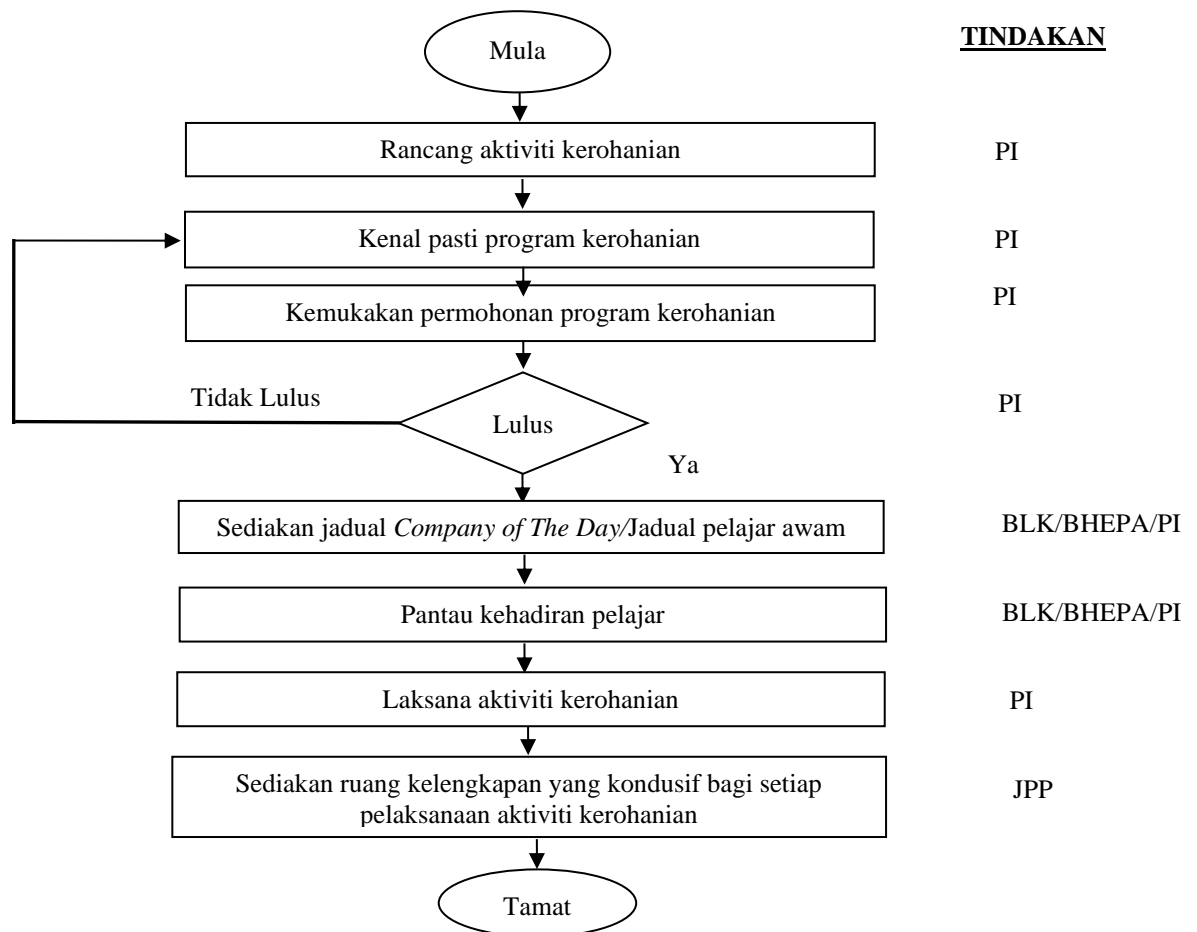 Mula
TINDAKAN
Rancang aktiviti kerohanian
PI
Kenal pasti program kerohanian
PI
Kemukakan permohonan program kerohanian
PI
Tidak Lulus
Lulus
PI
Ya
Sediakan jadual Company of The Day/Jadual pelajar awam
BLK/BHEPA/PI
Pantau kehadiran pelajar
BLK/BHEPA/PI
Laksana aktiviti kerohanian
PI
Sediakan ruang kelengkapan yang kondusif bagi setiap
pelaksanaan aktiviti kerohanian
JPP
Tamat